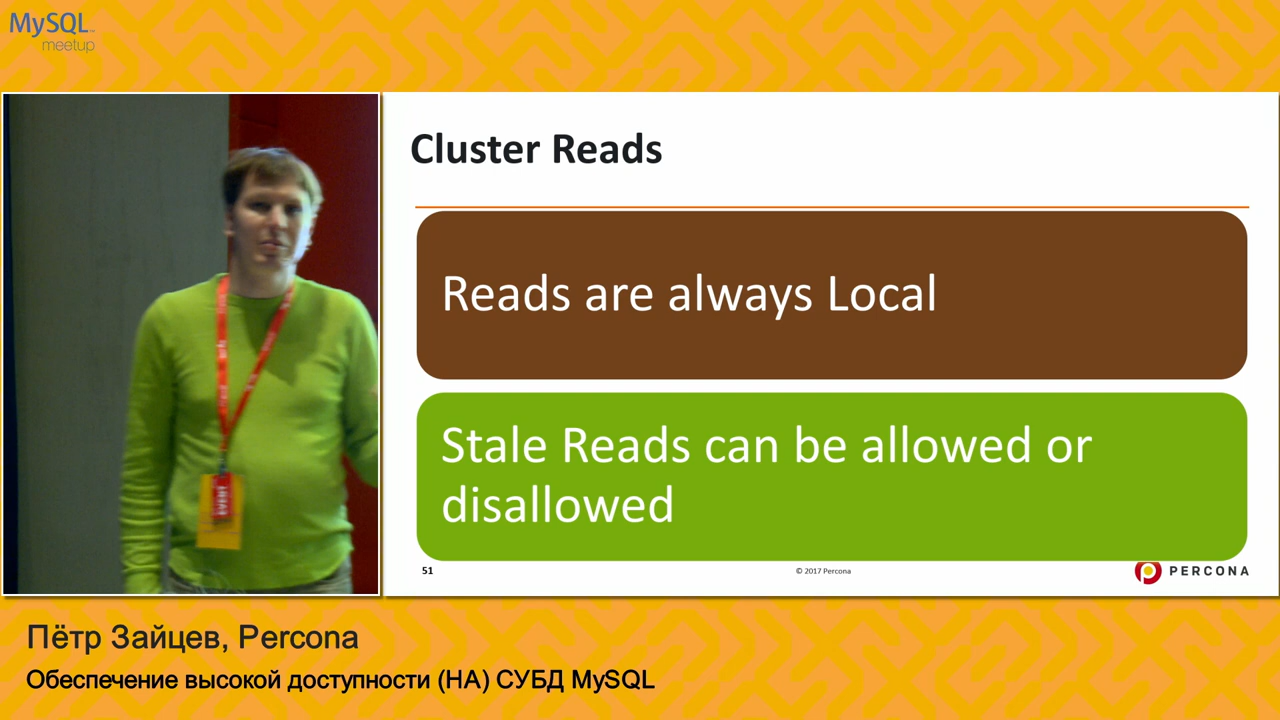 MySQL
meetup
Cluster Reads
Reads are always Local
Stale Reads can be allowed or
disallowed
EVENT
51
© 2017 Percona
PERCONA
Пётр Зайцев, Percona
Обеспечение высокой доступности (HA) СУБД MySQL